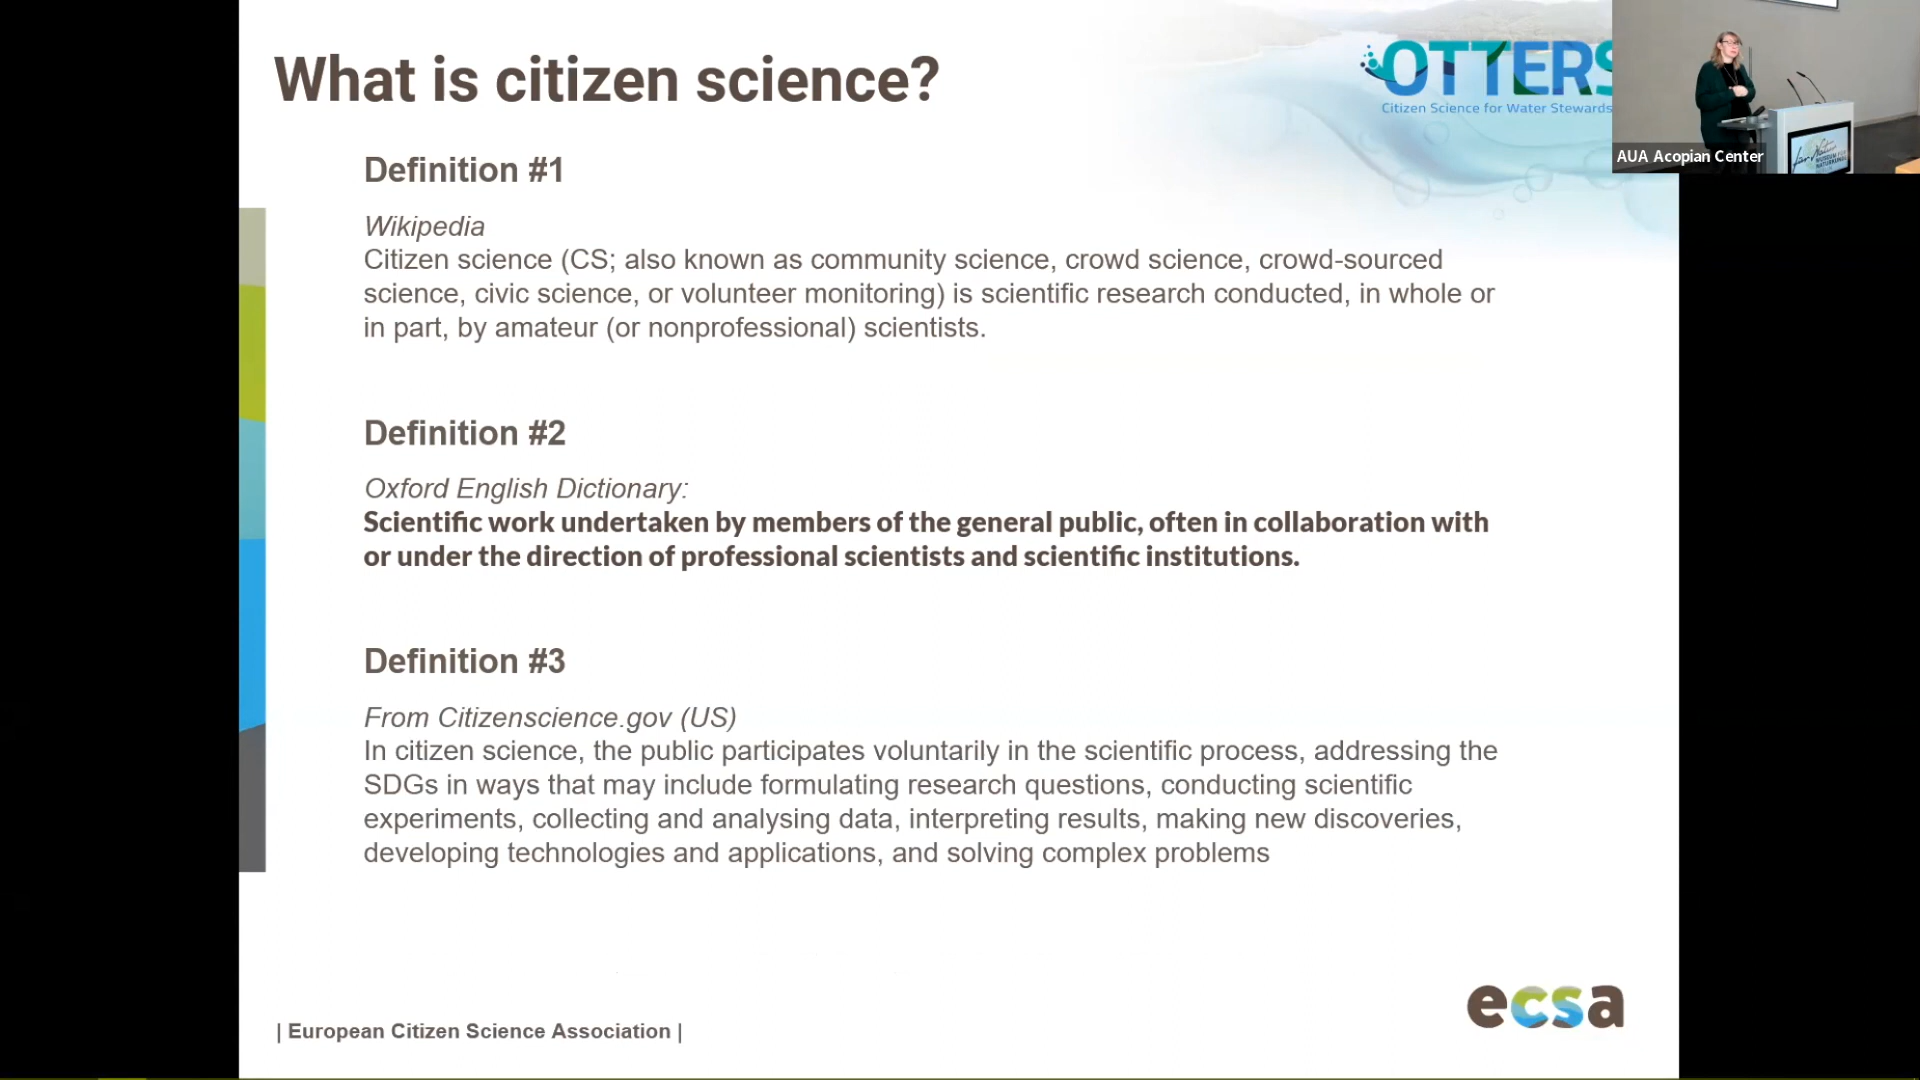 What is citizen science?
OTTERS
Citizen Science for Water Stewards
AUA Acopian Center
für Natur
MUSEUM FÜR
NATURKUNDE
Definition #1
Wikipedia
Citizen science (CS; also known as community science, crowd science, crowd-sourced
science, civic science, or volunteer monitoring) is scientific research conducted, in whole or
in part, by amateur (or nonprofessional) scientists.
Definition #2
Oxford English Dictionary:
Scientific work undertaken by members of the general public, often in collaboration with
or under the direction of professional scientists and scientific institutions.
Definition #3
From Citizenscience.gov (US)
In citizen science, the public participates voluntarily in the scientific process, addressing the
SDGs in ways that may include formulating research questions, conducting scientific
experiments, collecting and analysing data, interpreting results, making new discoveries,
developing technologies and applications, and solving complex problems
| European Citizen Science Association |
ecsa